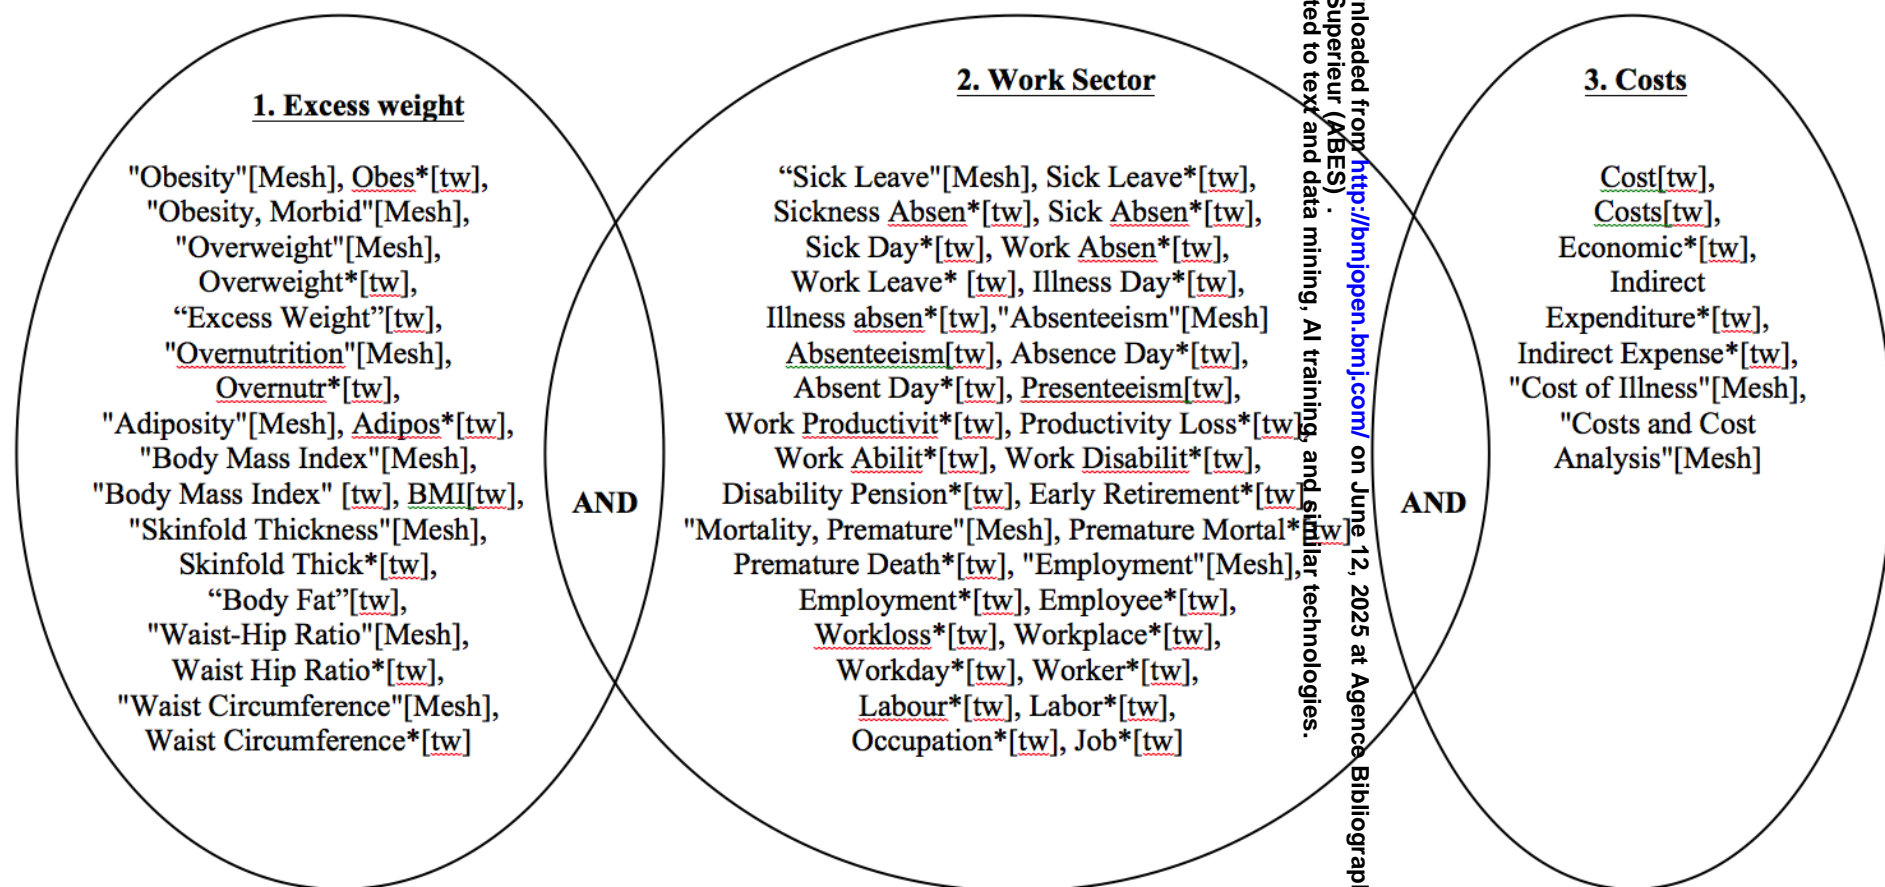 1. Excess weight
"Obesity"[Mesh], Obes*[tw],
"Obesity, Morbid"[Mesh],
"Overweight"[Mesh],
Overweight*[tw],
“Excess Weight”[tw],
"Overnutrition"[Mesh],
Overnutr*[tw],
"Adiposity"[Mesh], Adipos*[tw],
"Body Mass Index"[Mesh],
"Body Mass Index" [tw], BMI[tw],
"Skinfold Thickness"[Mesh],
Skinfold Thick*[tw],
“Body Fat”[tw],
"Waist-Hip Ratio"[Mesh],
Waist Hip Ratio*[tw],
"Waist Circumference"[Mesh],
Waist Circumference*[tw]
AND
2. Work Sector
“Sick Leave"[Mesh], Sick Leave*[tw],
Sickness Absen*[tw], Sick Absen*[tw],
Sick Day*[tw], Work Absen*[tw],
Work Leave* [tw], Illness Day*[tw],
Illness absen*[tw],"Absenteeism"[Mesh]
Absenteeism[tw], Absence Day*[tw],
Absent Day*[tw], Presenteeism[tw],
Work Productivit*[tw], Productivity Loss*[tw],
Work Abilit*[tw], Work Disabilit*[tw],
Disability Pension*[tw], Early Retirement*[tw],
"Mortality, Premature"[Mesh], Premature Mortal*[tw]
Premature Death*[tw], "Employment"[Mesh],
Employment*[tw], Employee*[tw],
Workloss*[tw], Workplace*[tw],
Workday*[tw], Worker*[tw],
Labour*[tw], Labor*[tw],
Occupation*[tw], Job*[tw]
AND
3. Costs
Cost[tw],
Costs[tw],
Economic*[tw],
Indirect
Expenditure*[tw],
Indirect Expense*[tw],
"Cost of Illness"[Mesh],
"Costs and Cost
Analysis"[Mesh]
nloaded from http://bmjopen.bmj.com/ on June 12, 2025 at Agence Bibliograp
Superieur (ABES) .
ted to text and data mining, AI training, and similar technologies.